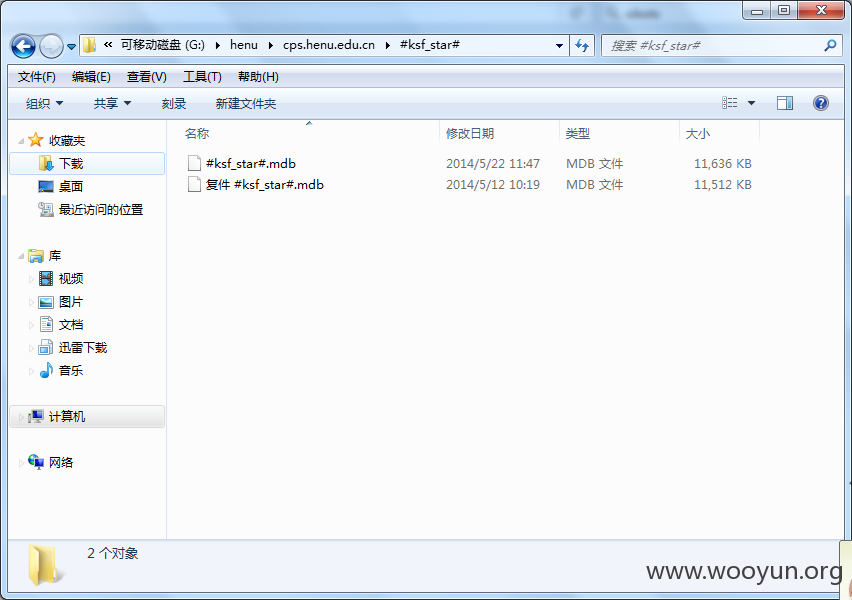 « 可移动磁盘 (G:) ▸ henu ▸ cps.henu.edu.cn ▸ #ksf_star#
搜索 #ksf_star#
文件(F) 编辑(E) 查看(V) 工具(T) 帮助(H)
组织 共享 刻录 新建文件夹
收藏夹
下载
桌面
最近访问的位置
库
视频
图片
文档
迅雷下载
音乐
计算机
网络
名称 修改日期 类型 大小
#ksf_star#.mdb 2014/5/22 11:47 MDB 文件 11,636 KB
复件 #ksf_star#.mdb 2014/5/12 10:19 MDB 文件 11,512 KB
2 个对象
www.wooyun.org